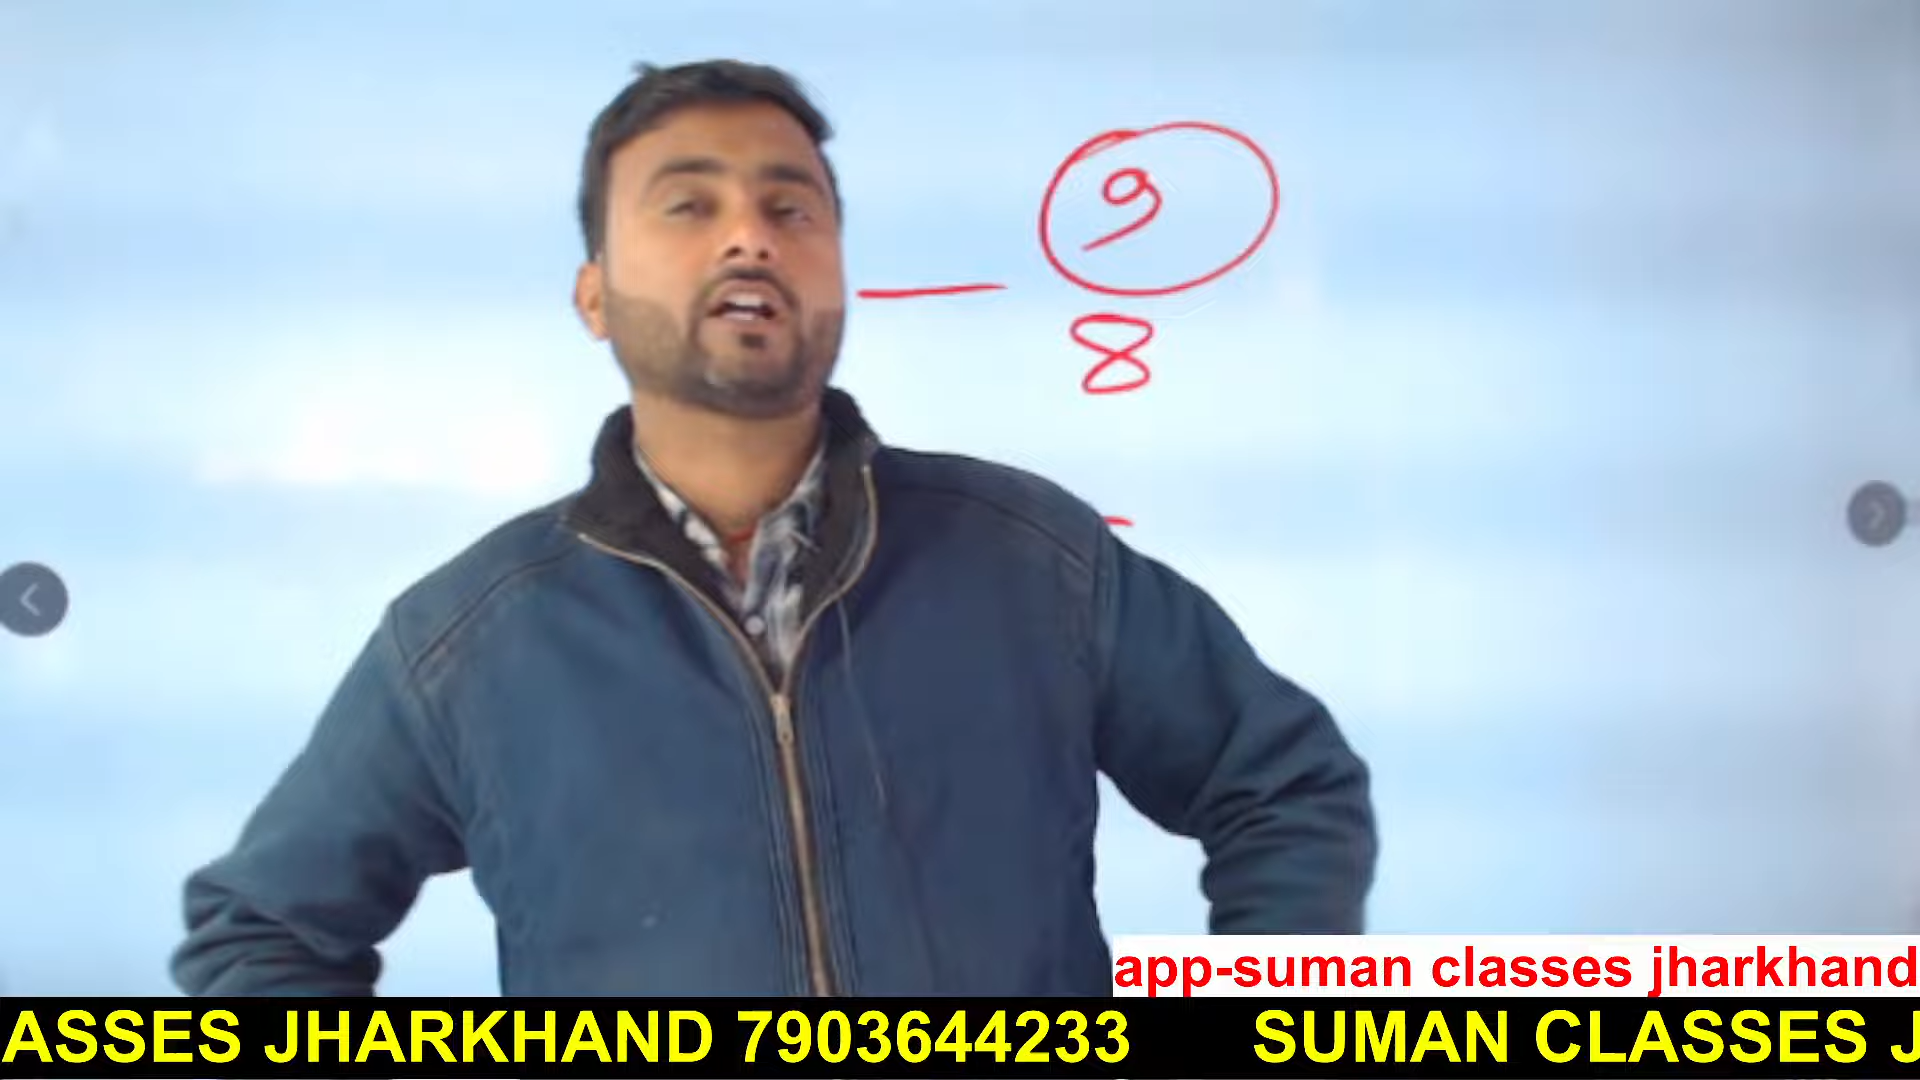 9
8
app-suman classes jharkhand
ASSES JHARKHAND 7903644233 SUMAN CLASSES J